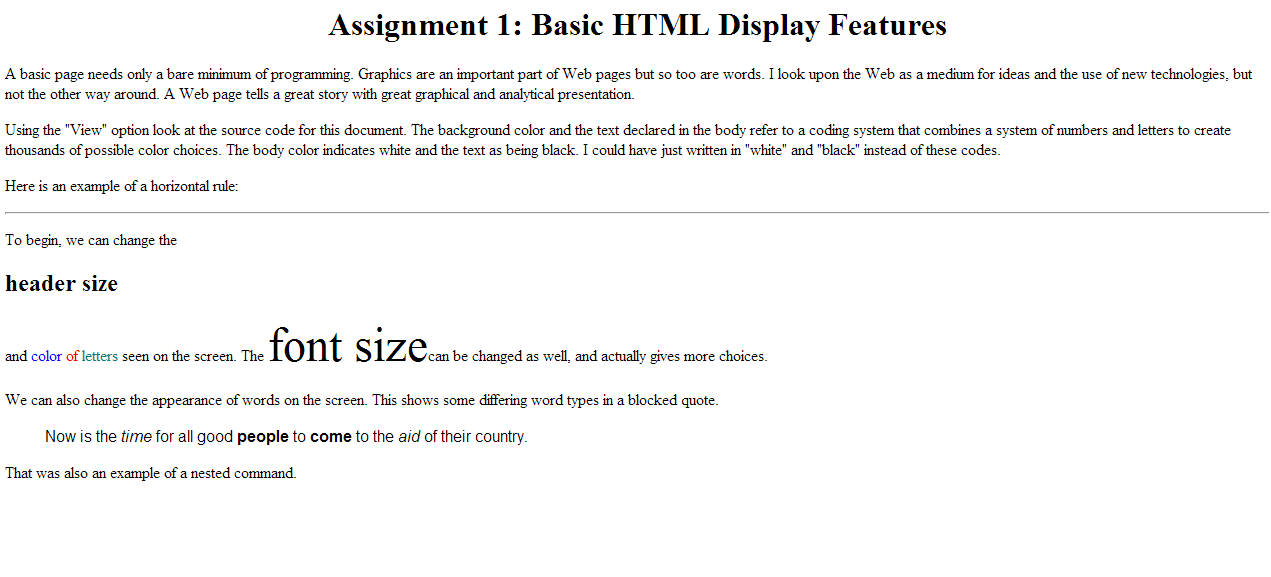 Assignment 1: Basic HTML Display Features
A basic page needs only a bare minimum of programming. Graphics are an important part of Web pages but so too are words. I look upon the Web as a medium for ideas and the use of new technologies, but
not the other way around. A Web page tells a great story with great graphical and analytical presentation.
Using the "View" option look at the source code for this document. The background color and the text declared in the body refer to a coding system that combines a system of numbers and letters to create
thousands of possible color choices. The body color indicates white and the text as being black. I could have just written in "white" and "black" instead of these codes.
Here is an example of a horizontal rule:
To begin, we can change the
header size
and color of letters seen on the screen. The font size can be changed as well, and actually gives more choices.
We can also change the appearance of words on the screen. This shows some differing word types in a blocked quote.
Now is the time for all good people to come to the aid of their country.
That was also an example of a nested command.